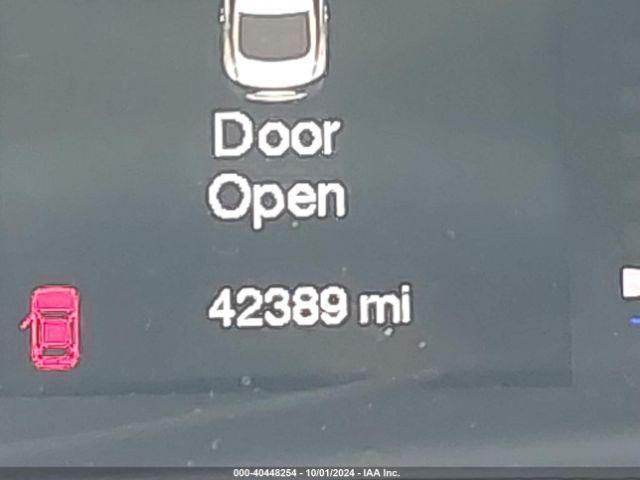 Door
Open
42389 mi
000-40448254 - 10/01/2024 - IAA Inc.